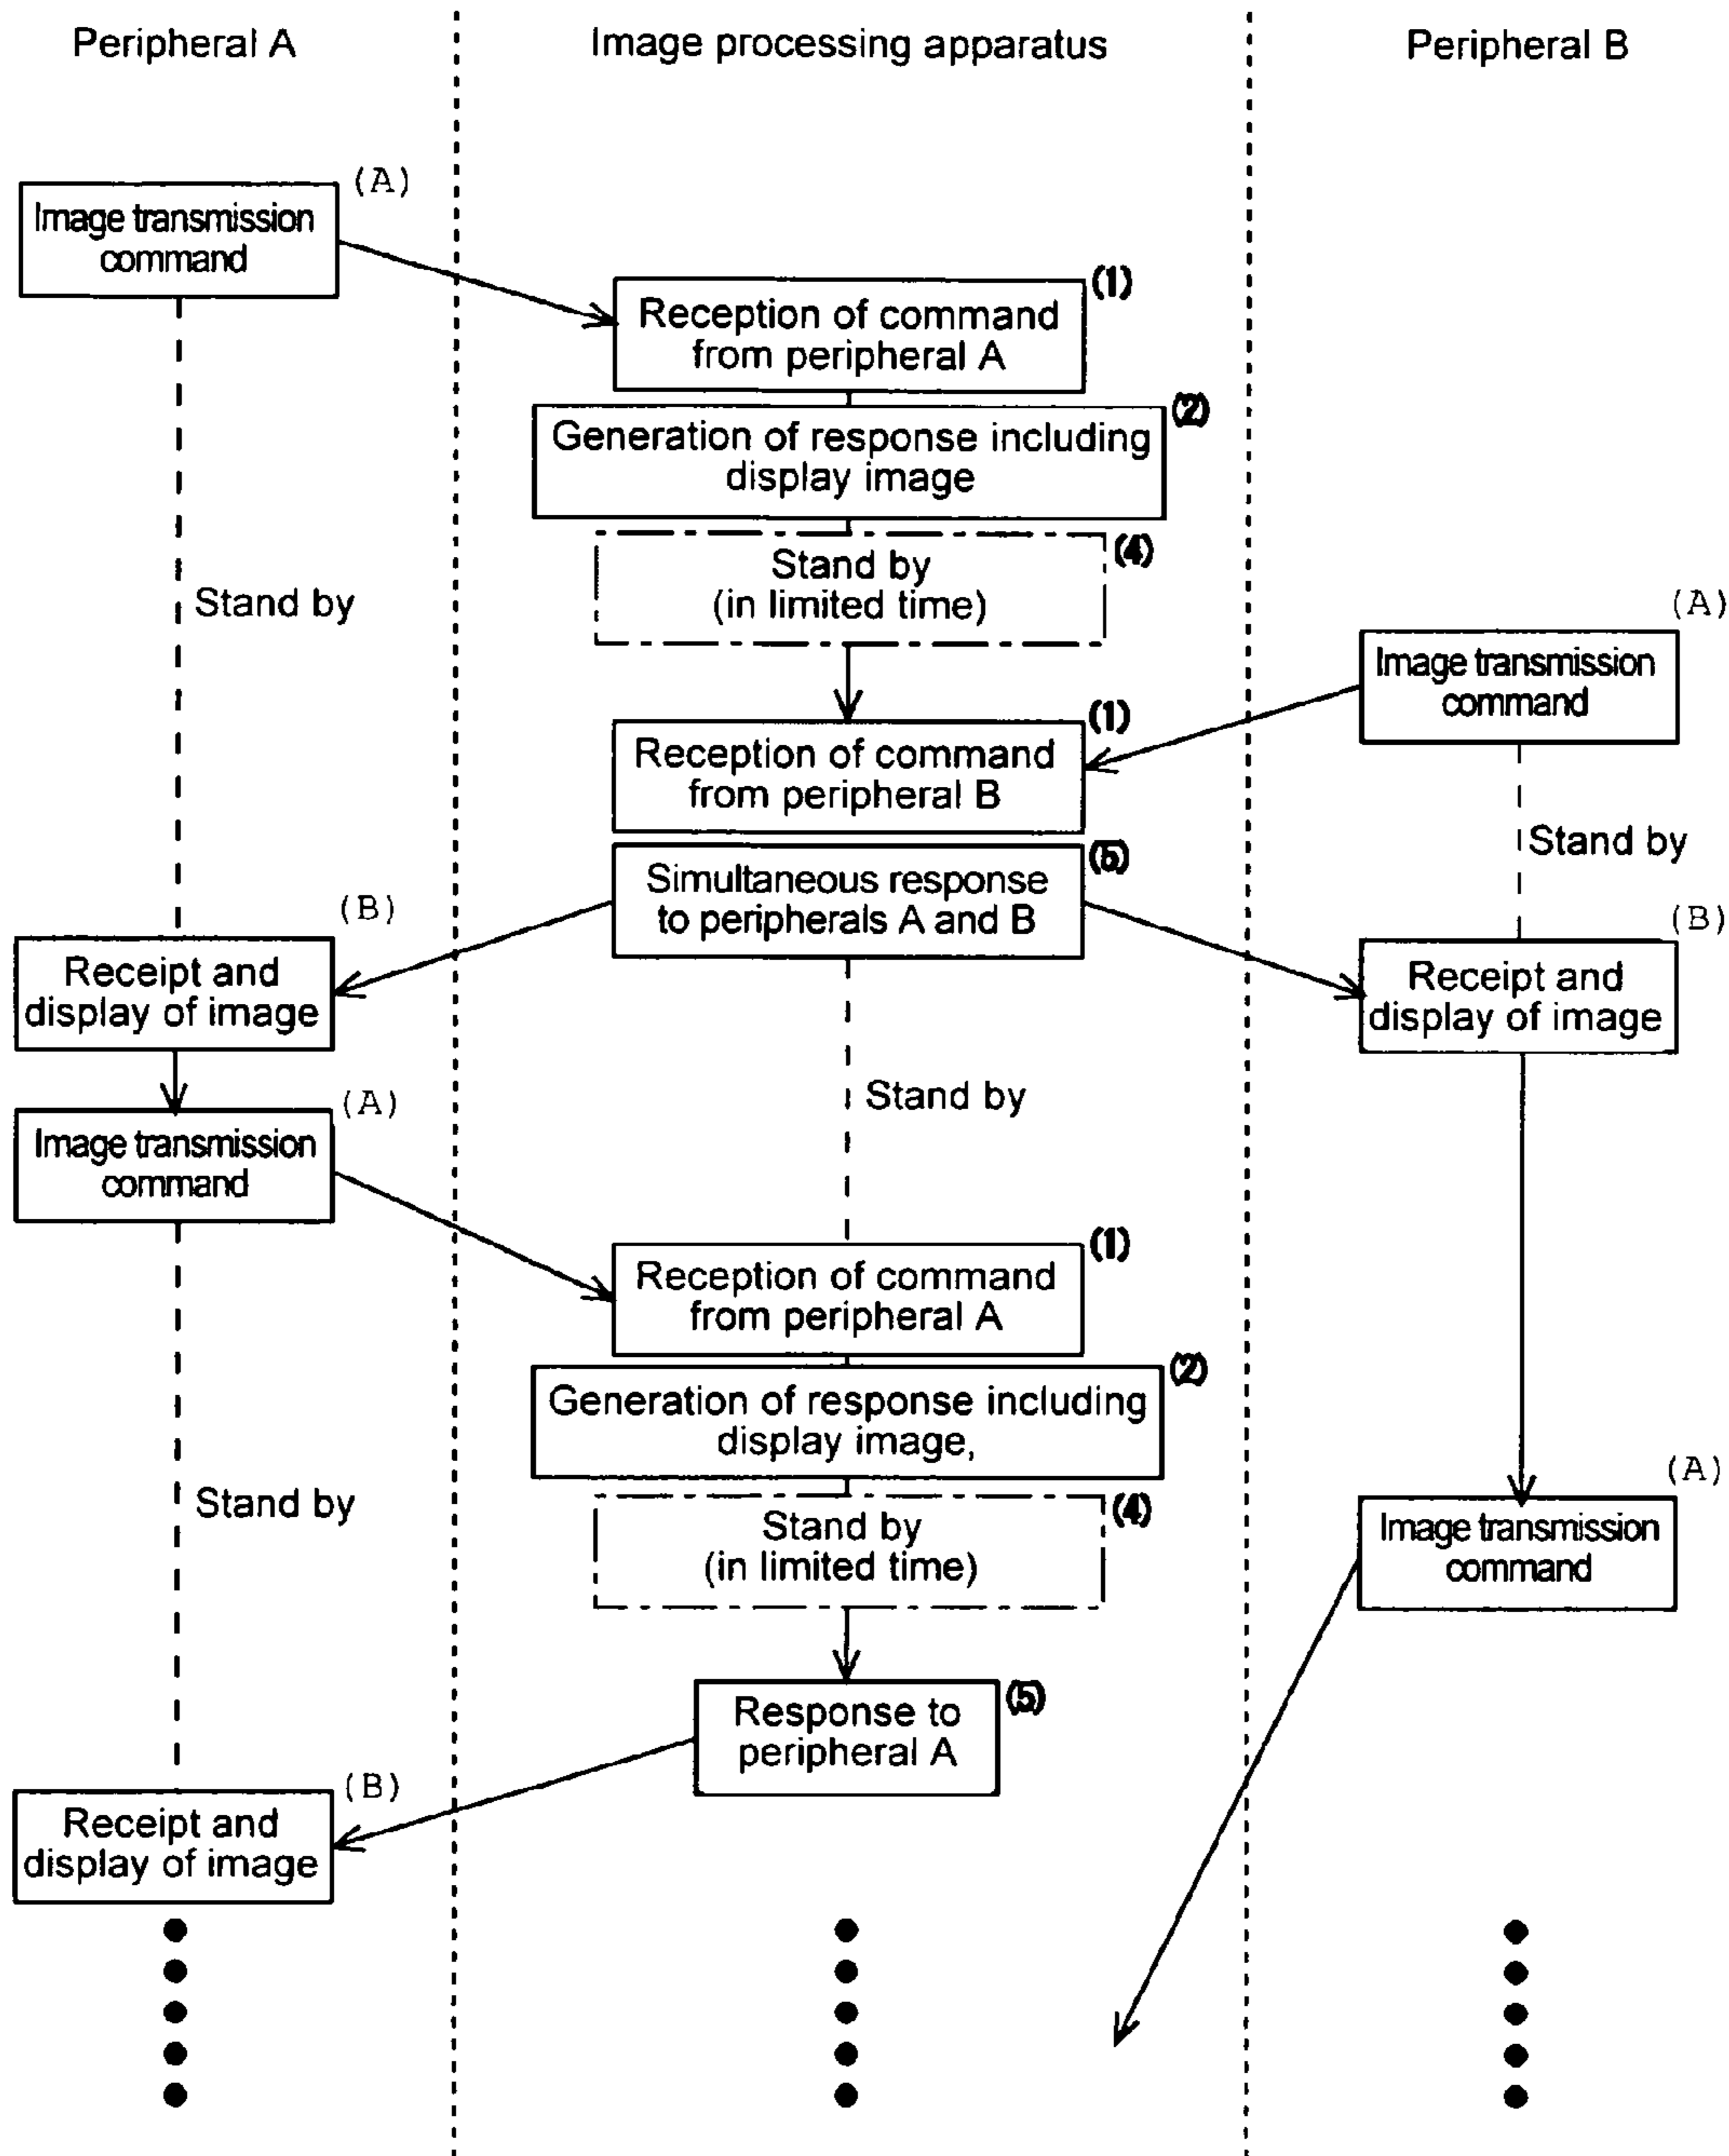 Peripheral A
Image processing apparatus
Peripheral B
(A)
Image transmission
command
(1)
Reception of command
from peripheral A
(2)
Generation of response including
display image
(4)
Stand by
(in limited time)
Stand by
(A)
Image transmission
command
(1)
Reception of command
from peripheral B
Stand by
(5)
Simultaneous response
to peripherals A and B
(B)
Receipt and
display of image
(B)
Receipt and
display of image
Stand by
(A)
Image transmission
command
(1)
Reception of command
from peripheral A
(2)
Generation of response including
display image,
Stand by
(4)
Stand by
(in limited time)
(A)
Image transmission
command
(5)
Response to
peripheral A
(B)
Receipt and
display of image